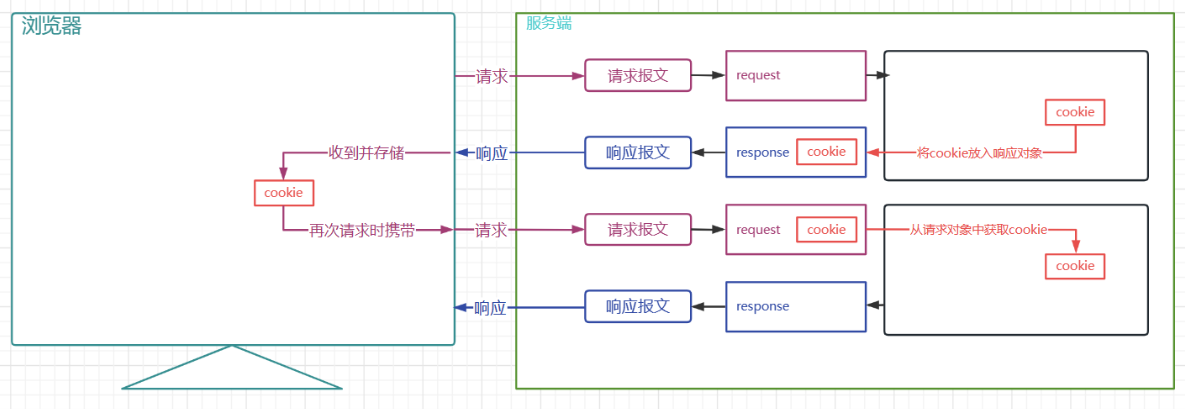 浏览器
服务端
请求
请求报文
request
cookie
收到并存储
响应
响应报文
response
cookie
将cookie放入响应对象
cookie
再次请求时携带
请求
请求报文
request
cookie
从请求对象中获取cookie
cookie
响应
响应报文
response